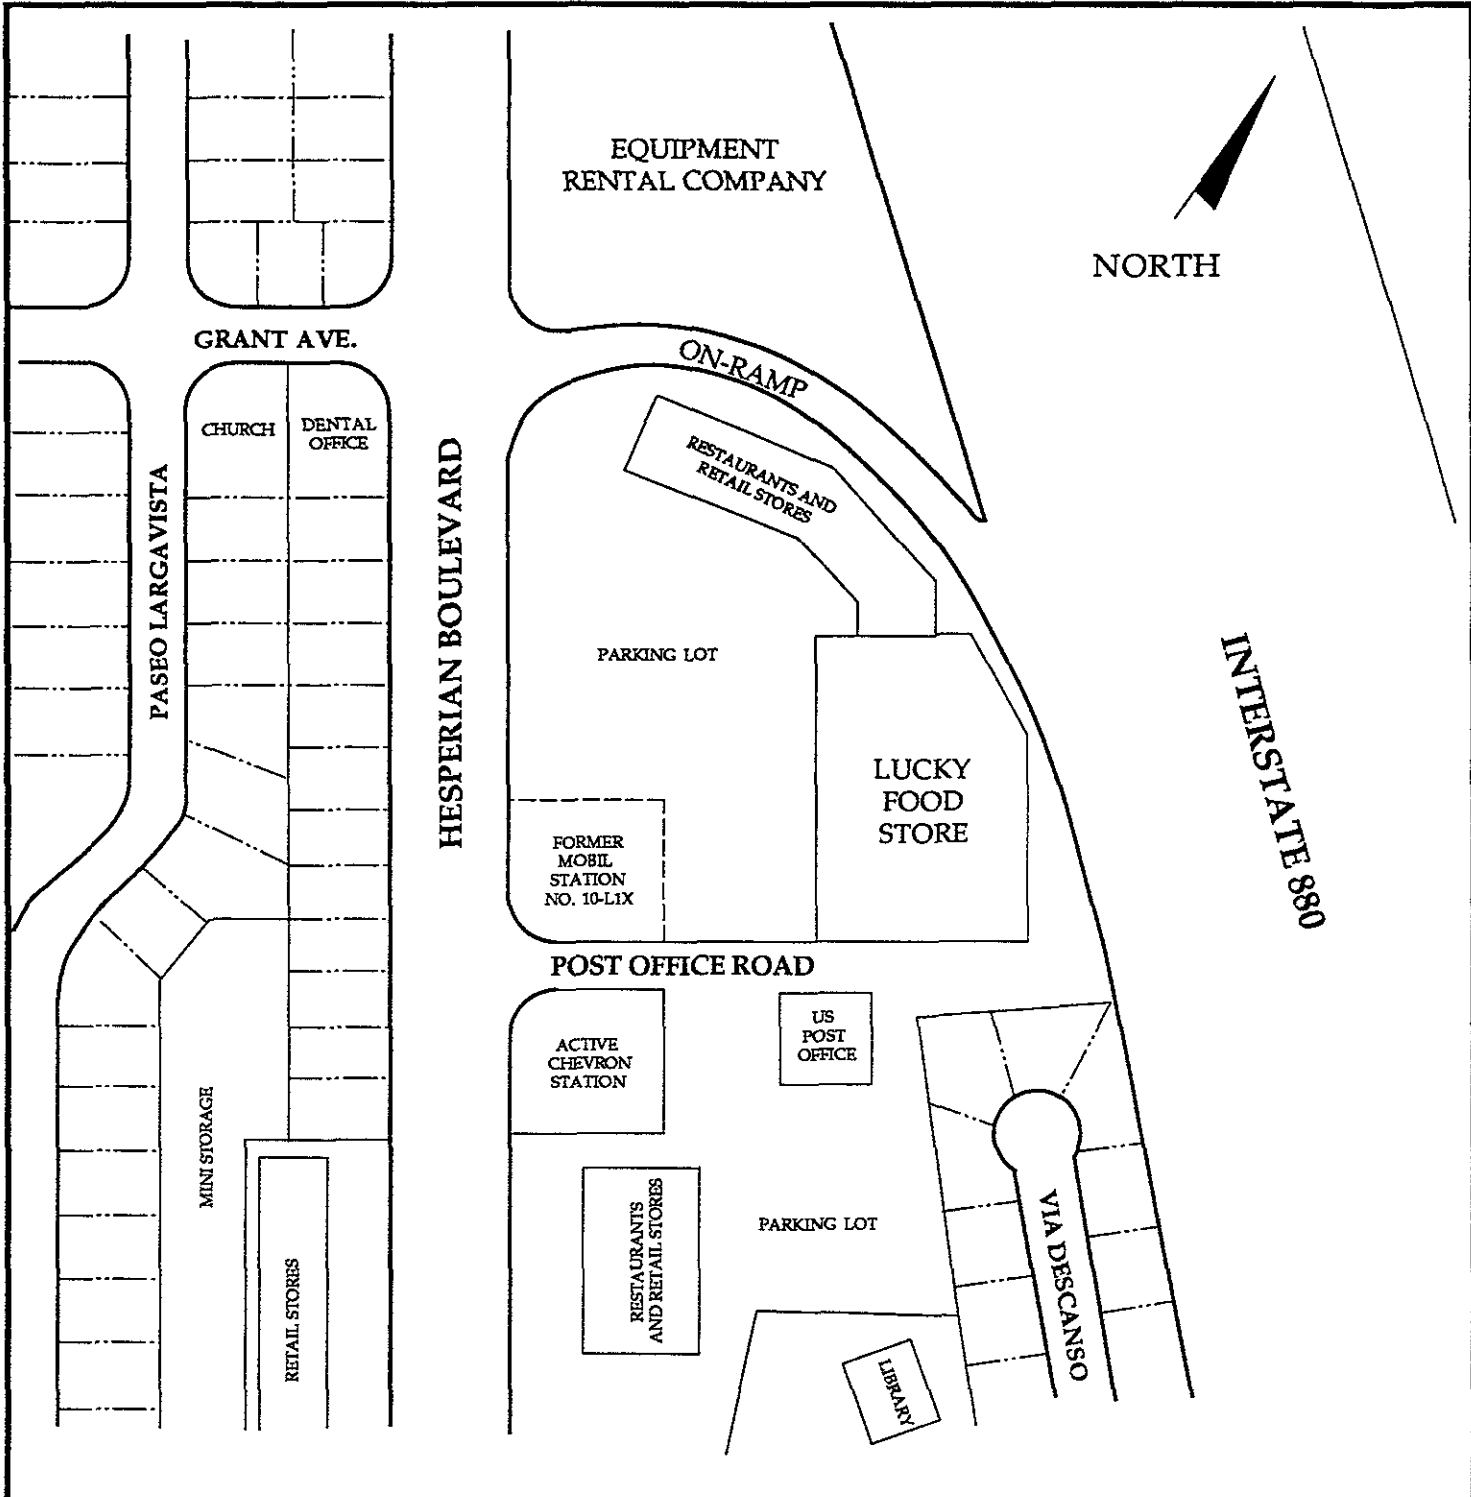 EQUIPMENT
RENTAL COMPANY
NORTH
GRANT AVE.
ON-RAMP
CHURCH
DENTAL
OFFICE
RESTAURANTS AND
RETAIL STORES
PASEO LARGAVISTA
HESPERIAN BOULEVARD
PARKING LOT
INTERSTATE 880
LUCKY
FOOD
STORE
FORMER
MOBIL
STATION
NO. 10-L1X
POST OFFICE ROAD
US
POST
OFFICE
ACTIVE
CHEVRON
STATION
MINI STORAGE
RESTAURANTS
AND RETAIL STORES
PARKING LOT
VIA DESCANSO
RETAIL STORES
LIBRARY